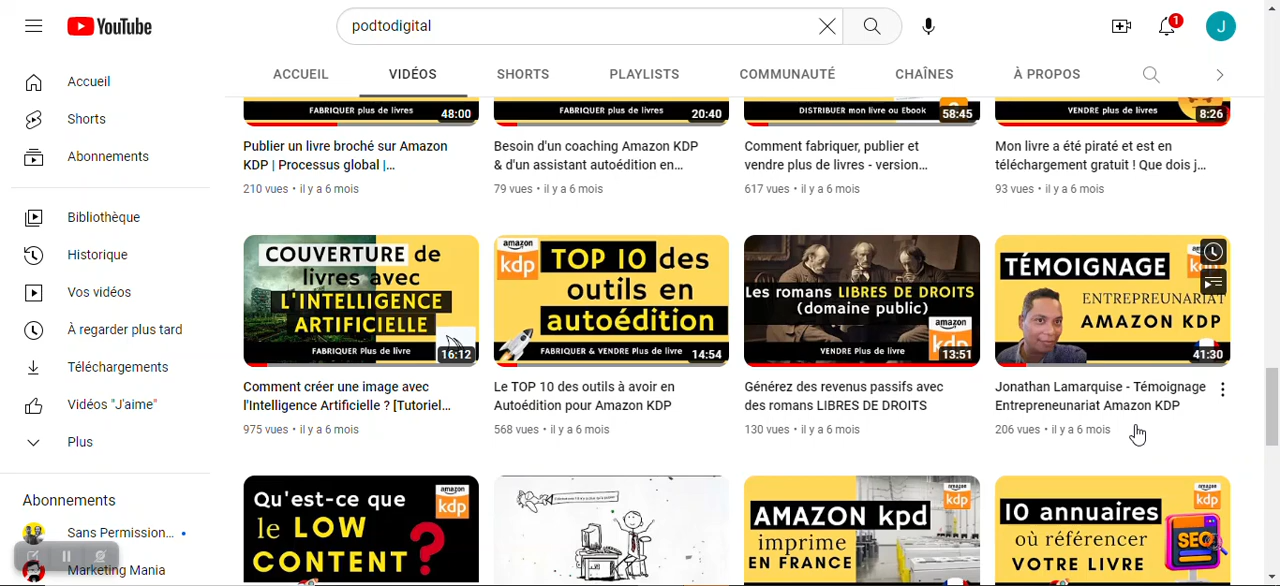 YouTube
podtodigital
1
J
ACCUEIL
VIDÉOS
SHORTS
PLAYLISTS
COMMUNAUTÉ
CHAÎNES
À PROPOS
Accueil
Shorts
Abonnements
Bibliothèque
Historique
Vos vidéos
À regarder plus tard
Téléchargements
Vidéos "J'aime"
Plus
Abonnements
Sans Permission...
Marketing Mania
FABRIQUER plus de livres
48:00
Publier un livre broché sur Amazon
KDP | Processus global |...
210 vues • il y a 6 mois
FABRIQUER plus de livres
20:40
Besoin d'un coaching Amazon KDP
& d'un assistant autoédition en...
79 vues • il y a 6 mois
DISTRIBUER mon livre ou Ebook
58:45
Comment fabriquer, publier et
vendre plus de livres - version...
617 vues • il y a 6 mois
VENDRE plus de livres
8:26
Mon livre a été piraté et est en
téléchargement gratuit ! Que dois j...
93 vues • il y a 6 mois
COUVERTURE de
livres avec
L'INTELLIGENCE
ARTIFICIELLE
FABRIQUER Plus de livre
16:12
Comment créer une image avec
l'Intelligence Artificielle ? [Tutoriel...
975 vues • il y a 6 mois
amazon
kdp
TOP 10 des
outils en
autoédition
FABRIQUER & VENDRE Plus de livre
14:54
Le TOP 10 des outils à avoir en
Autoédition pour Amazon KDP
568 vues • il y a 6 mois
Les romans LIBRES DE DROITS
(domaine public)
amazon
kdp
VENDRE Plus de livre
13:51
Générez des revenus passifs avec
des romans LIBRES DE DROITS
130 vues • il y a 6 mois
TÉMOIGNAGE
ENTREPRENUARIAT
AMAZON KDP
41:30
Jonathan Lamarquise - Témoignage
Entrepreneunariat Amazon KDP
206 vues • il y a 6 mois
Qu'est-ce que
le LOW
CONTENT ?
amazon
kdp
AMAZON kpd
imprime
EN FRANCE
amazon
kdp
10 annuaires
où référencer
VOTRE LIVRE
amazon
kdp
SEO